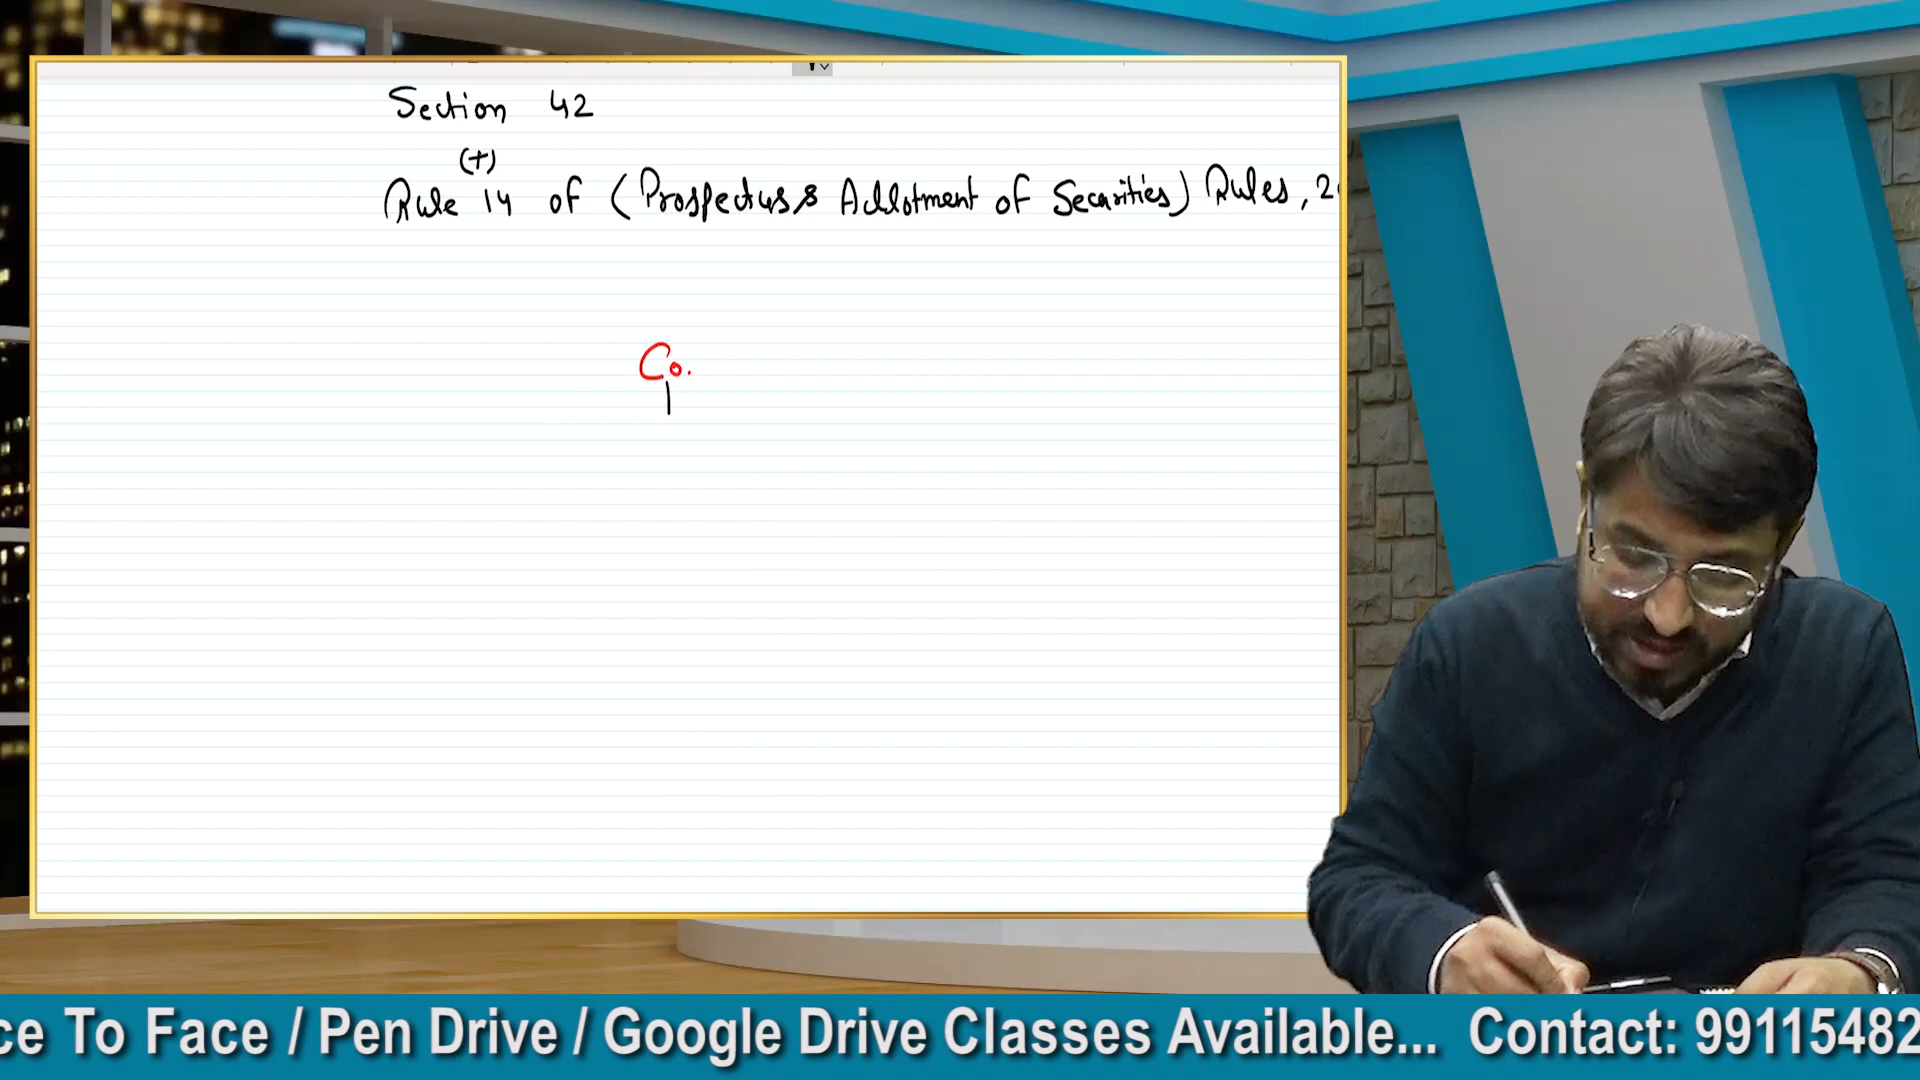 Section 42
(+)
Rule 14 of (Prospectus & Allotment of Securities) Rules, 2
Co.
ce To Face / Pen Drive / Google Drive Classes Available... Contact: 99115482